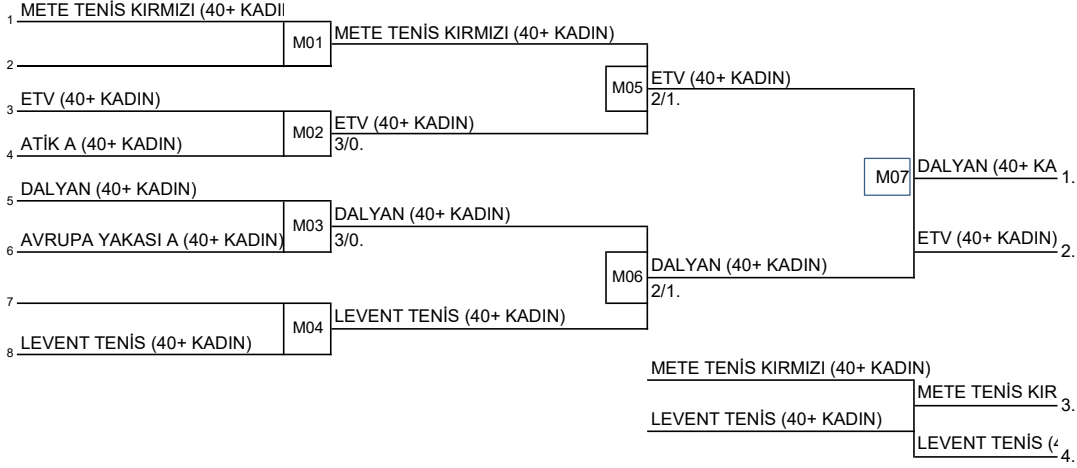 1 METE TENİS KIRMIZI (40+ KADI
M01
METE TENİS KIRMIZI (40+ KADIN)
2
M05
ETV (40+ KADIN)
2/1.
3 ETV (40+ KADIN)
M02
ETV (40+ KADIN)
3/0.
4 ATİK A (40+ KADIN)
M07
DALYAN (40+ KA 1.
5 DALYAN (40+ KADIN)
M03
DALYAN (40+ KADIN)
3/0.
6 AVRUPA YAKASI A (40+ KADIN)
ETV (40+ KADIN) 2.
M06
DALYAN (40+ KADIN)
2/1.
7
M04
LEVENT TENİS (40+ KADIN)
8 LEVENT TENİS (40+ KADIN)
METE TENİS KIRMIZI (40+ KADIN)
METE TENİS KIR 3.
LEVENT TENİS (40+ KADIN)
LEVENT TENİS (4 4.